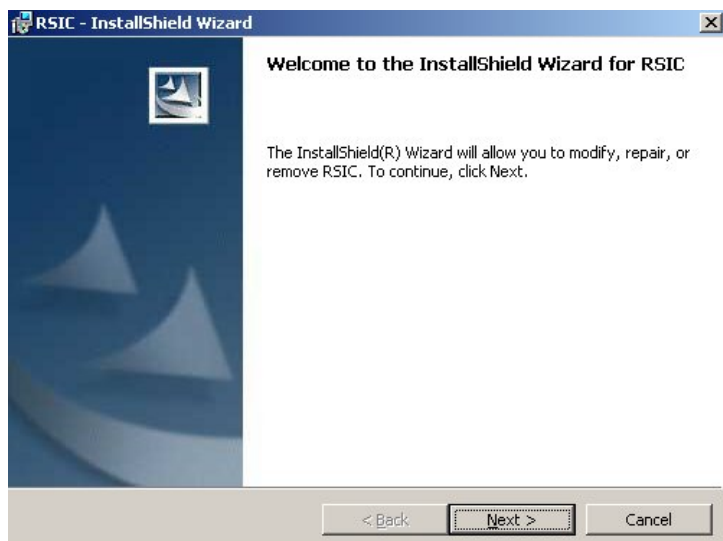 RSIC - InstallShield Wizard
Welcome to the InstallShield Wizard for RSIC
The InstallShield(R) Wizard will allow you to modify, repair, or
remove RSIC. To continue, click Next.
< Back
Next >
Cancel